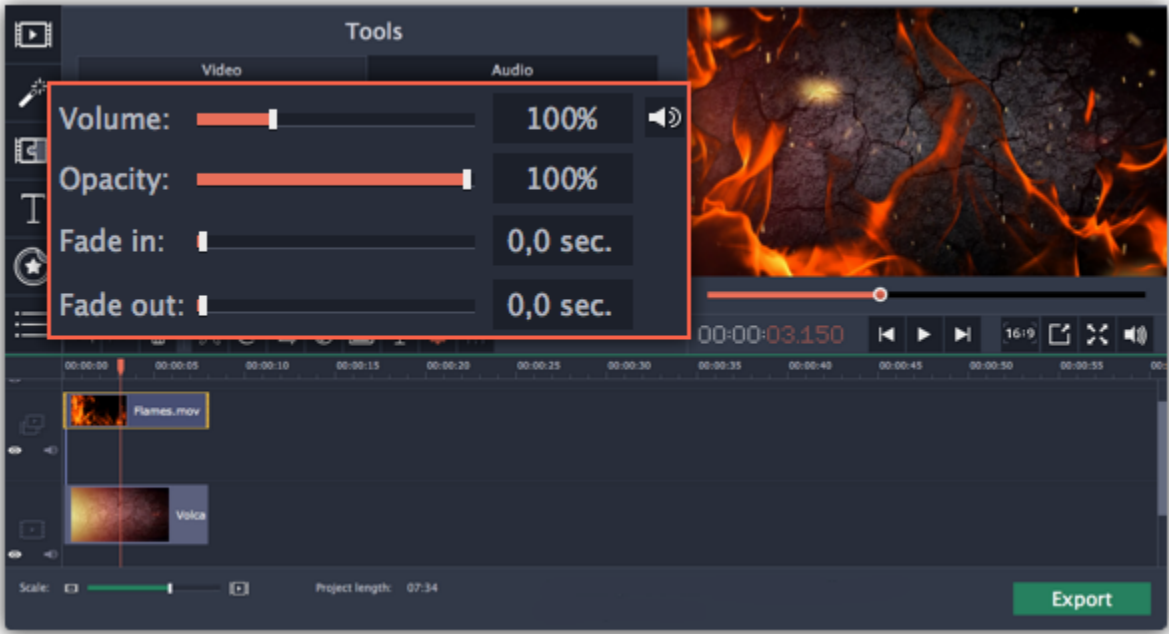 Tools
Video Audio
Volume: 100%
Opacity: 100%
Fade in: 0,0 sec.
Fade out: 0,0 sec.
T
00:00:03.150 16:9
00:00:00 00:00:05 00:00:10 00:00:15 00:00:20 00:00:25 00:00:30 00:00:35 00:00:40 00:00:45 00:00:50 00:00:55 00:
Flames.mov
Volca
Scale: Project length: 07:34
Export